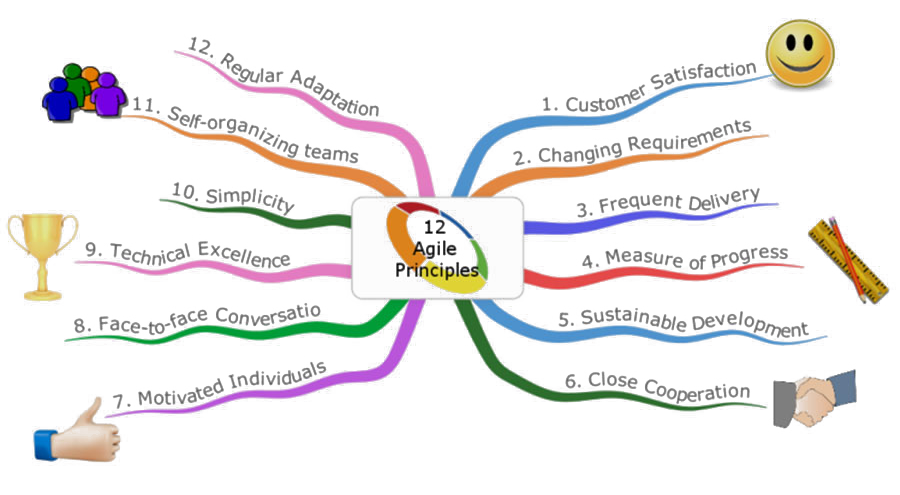 12
Agile
Principles
1. Customer Satisfaction
2. Changing Requirements
3. Frequent Delivery
4. Measure of Progress
5. Sustainable Development
6. Close Cooperation
7. Motivated Individuals
8. Face-to-face Conversatio
9. Technical Excellence
10. Simplicity
11. Self-organizing teams
12. Regular Adaptation